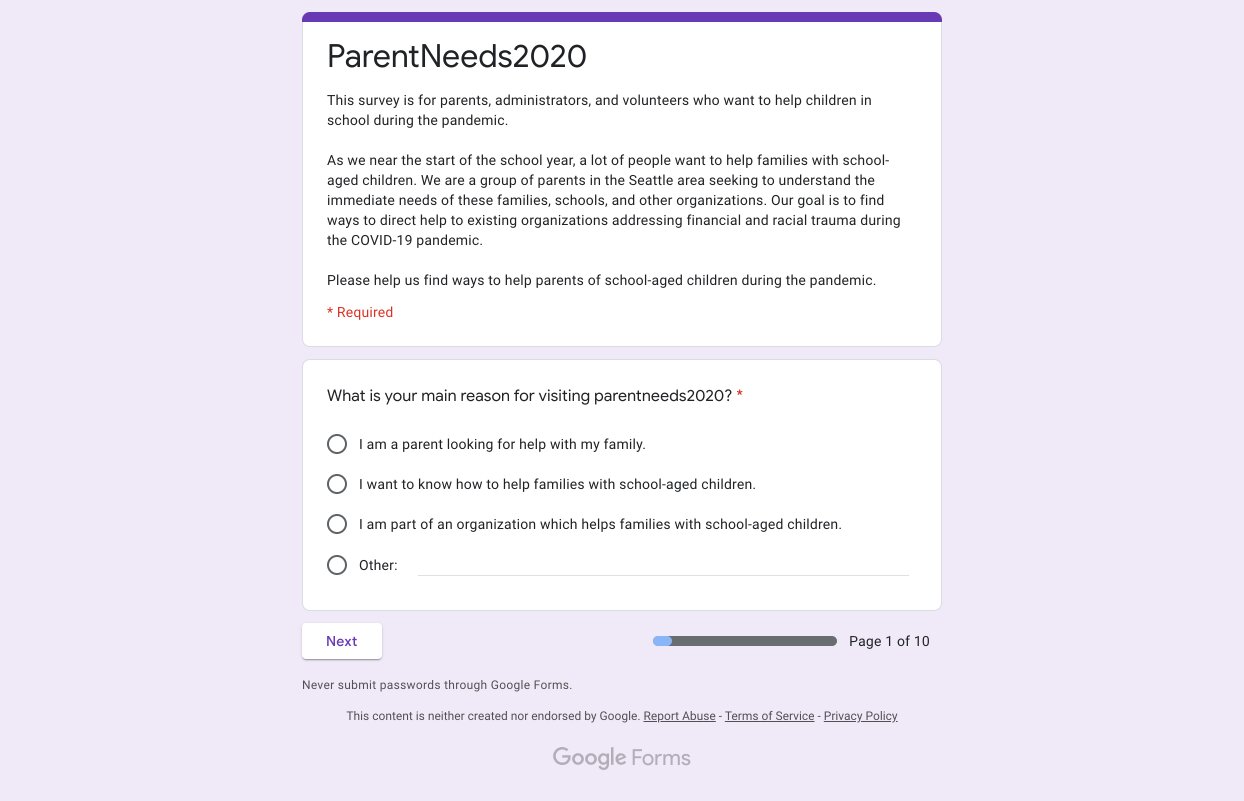 ParentNeeds2020
This survey is for parents, administrators, and volunteers who want to help children in
school during the pandemic.
As we near the start of the school year, a lot of people want to help families with school-
aged children. We are a group of parents in the Seattle area seeking to understand the
immediate needs of these families, schools, and other organizations. Our goal is to find
ways to direct help to existing organizations addressing financial and racial trauma during
the COVID-19 pandemic.
Please help us find ways to help parents of school-aged children during the pandemic.
* Required
What is your main reason for visiting parentneeds2020? *
I am a parent looking for help with my family.
I want to know how to help families with school-aged children.
I am part of an organization which helps families with school-aged children.
Other:
Next
Page 1 of 10
Never submit passwords through Google Forms.
This content is neither created nor endorsed by Google. Report Abuse - Terms of Service - Privacy Policy
Google Forms